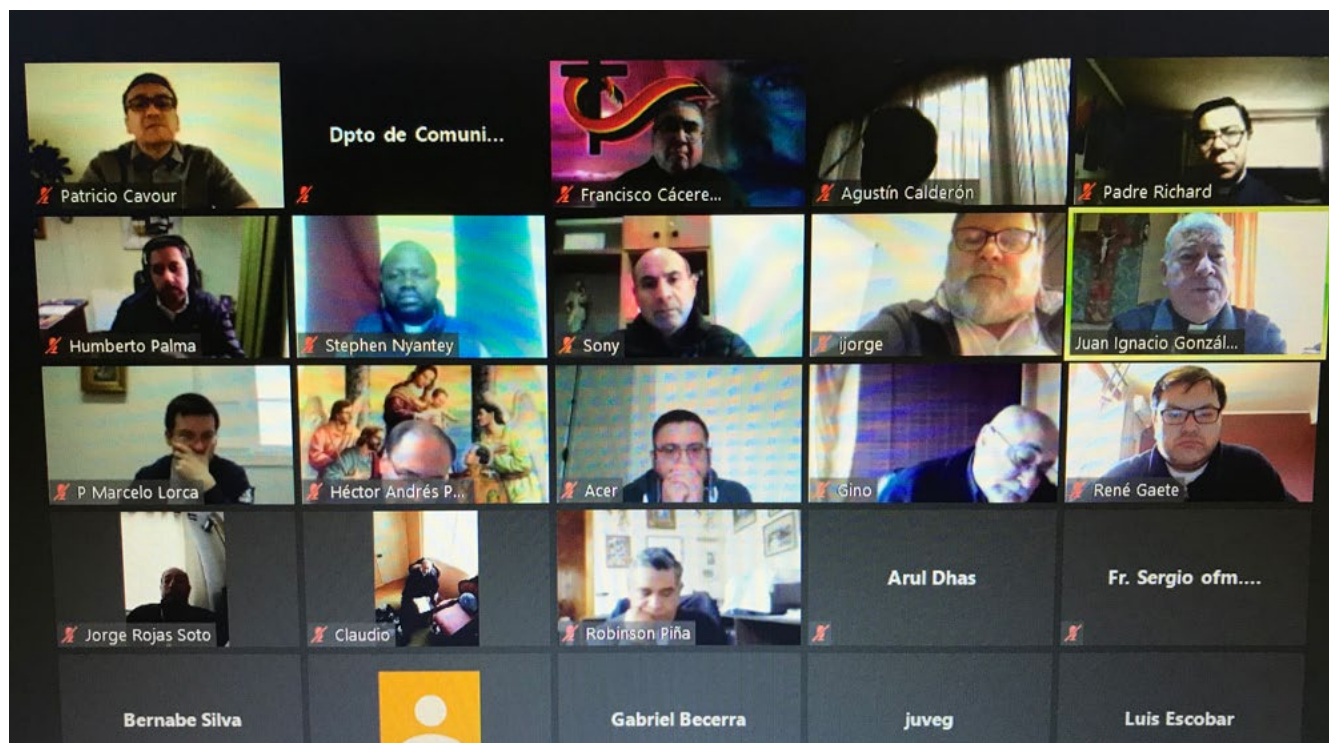 Patricio Cavour
Dpto de Comuni...
Francisco Cácere...
Agustín Calderón
Padre Richard
Humberto Palma
Stephen Nyantey
Sony
ijorge
Juan Ignacio Gonzál...
P Marcelo Lorca
Héctor Andrés P...
Acer
Gino
René Gaete
Jorge Rojas Soto
Claudio
Robinson Piña
Arul Dhas
Fr. Sergio ofm....
Bernabe Silva
Gabriel Becerra
juveg
Luis Escobar